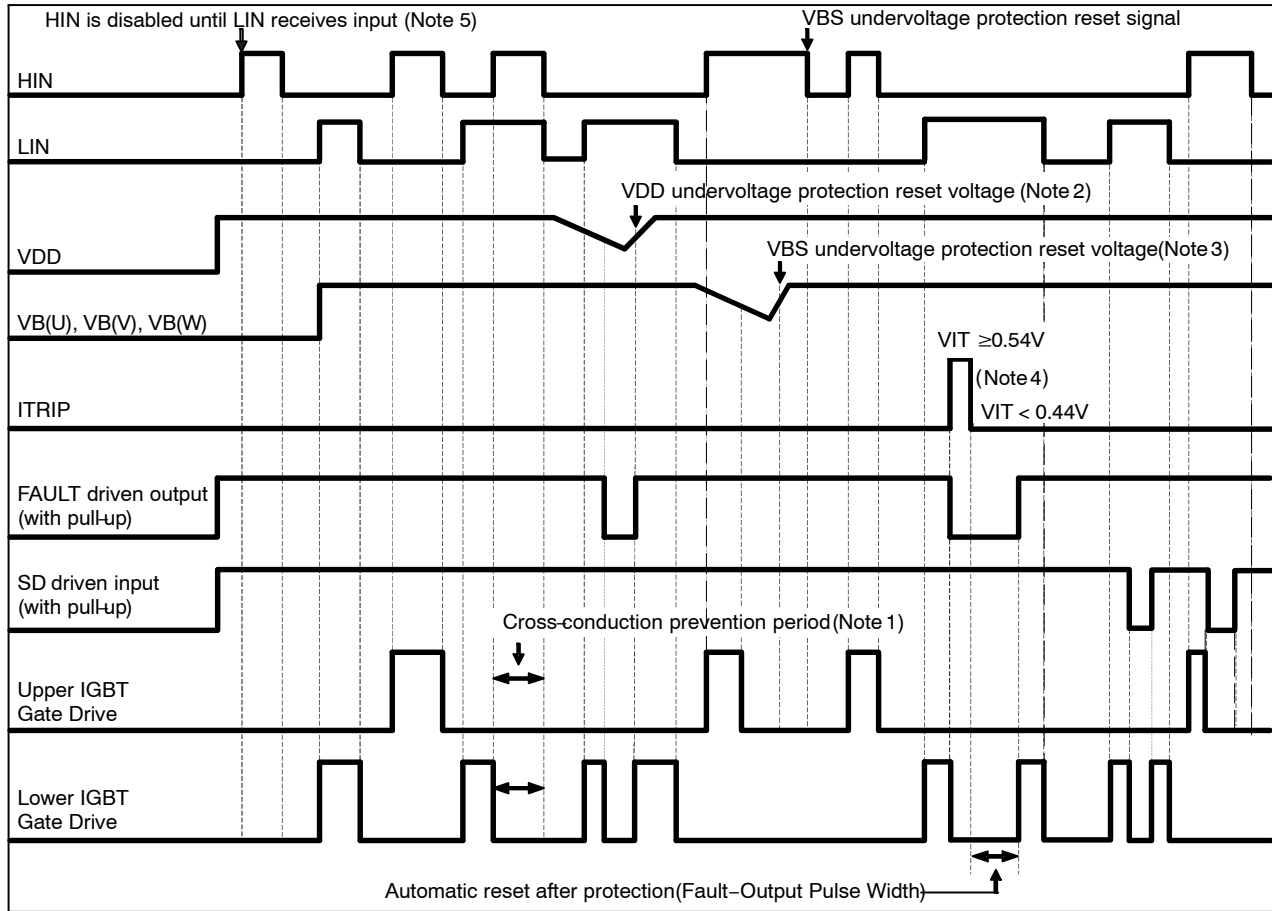 HIN is disabled until LIN receives input (Note 5)
VBS undervoltage protection reset signal
HIN
LIN
VDD undervoltage protection reset voltage (Note 2)
VDD
VBS undervoltage protection reset voltage(Note 3)
VB(U), VB(V), VB(W)
VIT ≥0.54V
(Note 4)
VIT < 0.44V
ITRIP
FAULT driven output
(with pull-up)
SD driven input
(with pull-up)
Cross-conduction prevention period(Note 1)
Upper IGBT
Gate Drive
Lower IGBT
Gate Drive
Automatic reset after protection(Fault-Output Pulse Width)